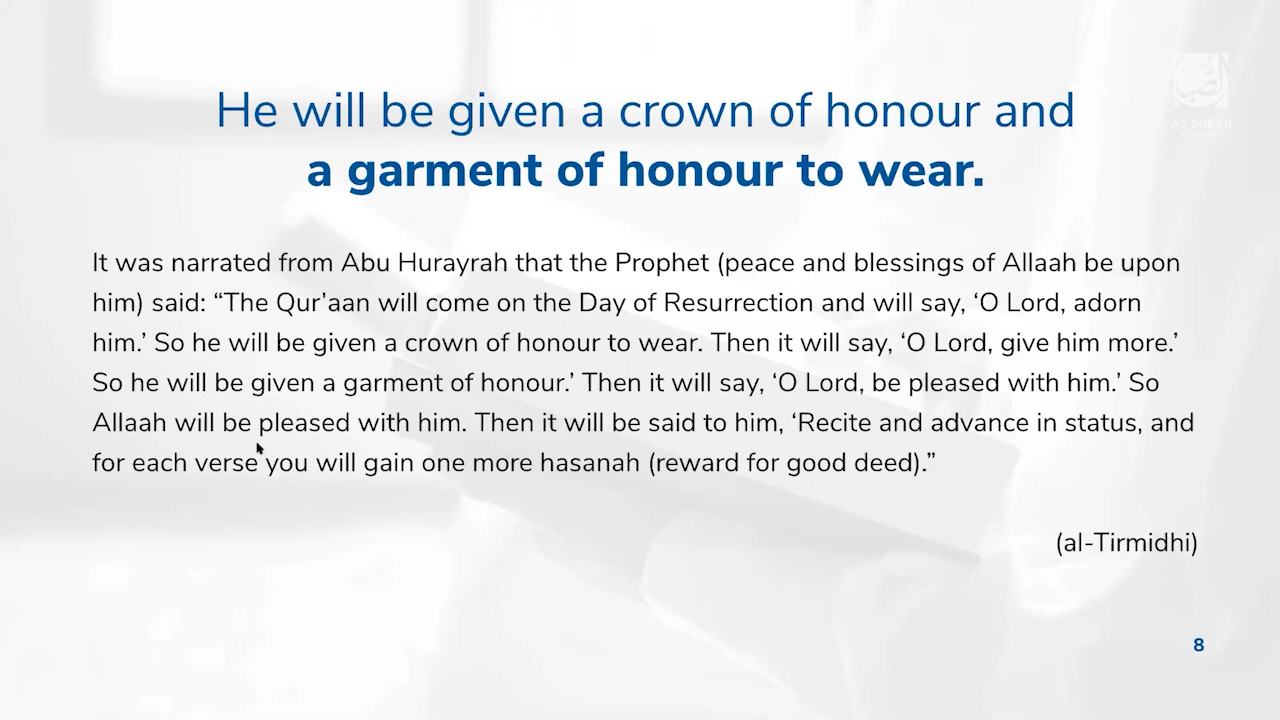 He will be given a crown of honour and
a garment of honour to wear.
It was narrated from Abu Hurayrah that the Prophet (peace and blessings of Allaah be upon
him) said: “The Qur’aan will come on the Day of Resurrection and will say, ‘O Lord, adorn
him.’ So he will be given a crown of honour to wear. Then it will say, ‘O Lord, give him more.’
So he will be given a garment of honour.’ Then it will say, ‘O Lord, be pleased with him.’ So
Allaah will be pleased with him. Then it will be said to him, ‘Recite and advance in status, and
for each verse you will gain one more hasanah (reward for good deed).”
(al-Tirmidhi)
8
AS-SUBAH